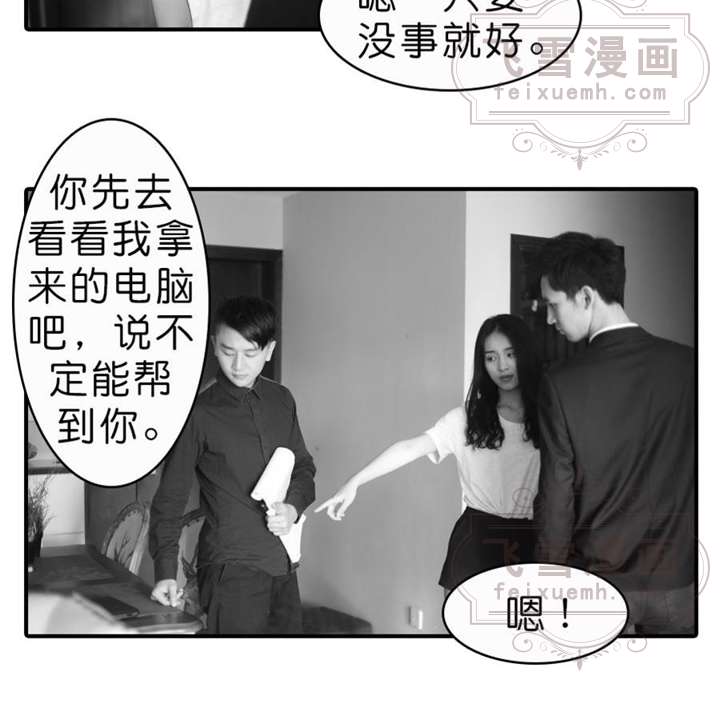 没事就好。
飞雪漫画
feixuemh.com
你先去
看看我拿
来的电脑
吧，说不
定能帮
到你。
飞雪漫画
feixuemh.com
嗯！